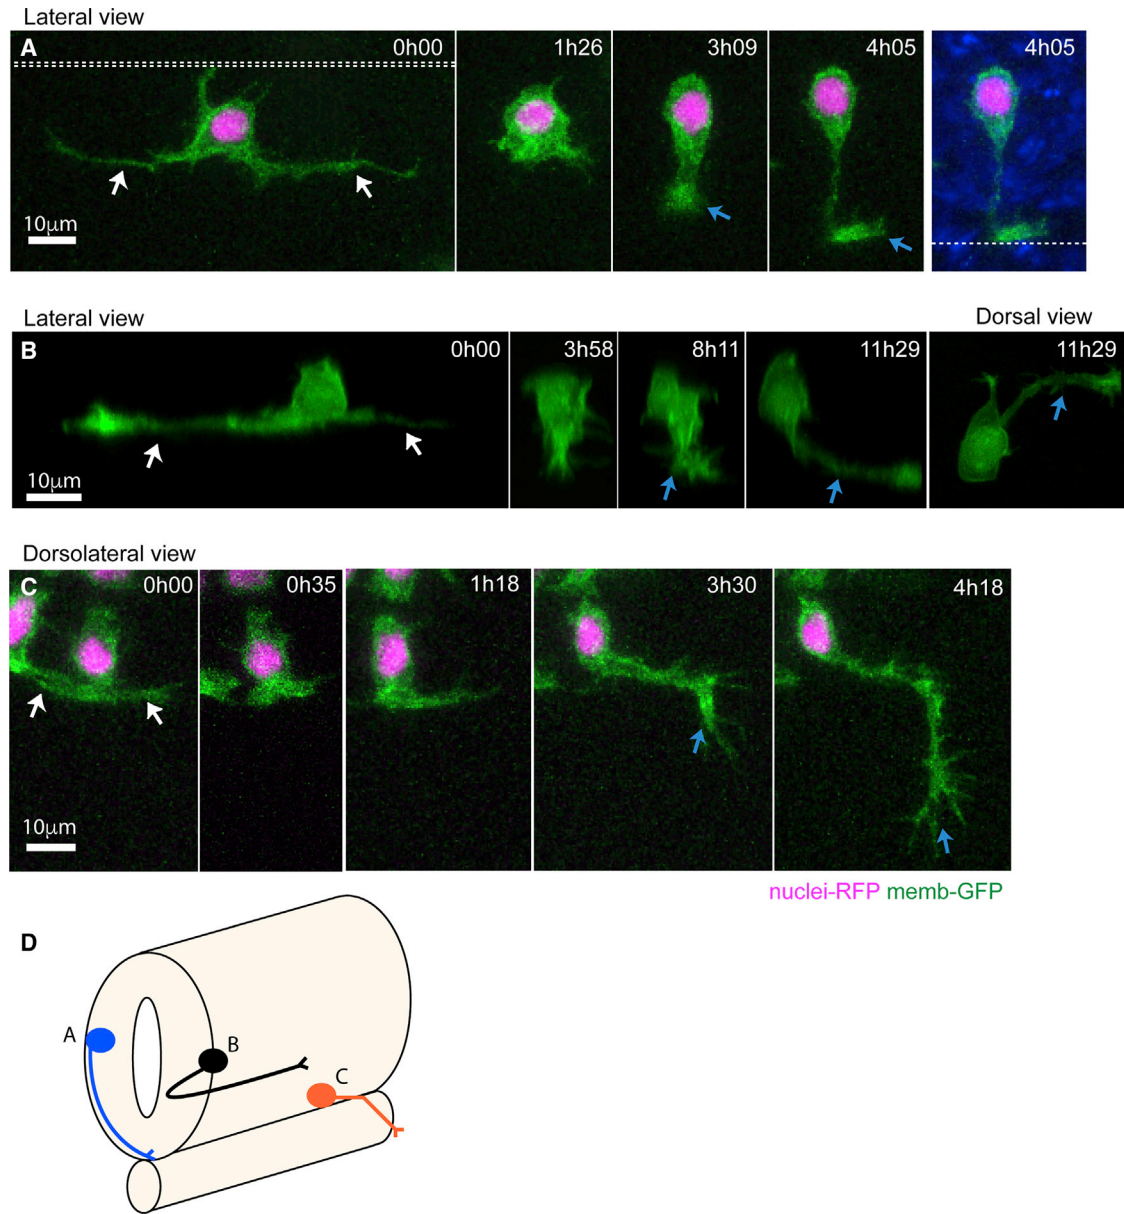 Lateral view
A 0h00 1h26 3h09 4h05 4h05
10μm
Lateral view Dorsal view
B 0h00 3h58 8h11 11h29 11h29
10μm
Dorsolateral view
C 0h00 0h35 1h18 3h30 4h18
10μm
nuclei-RFP memb-GFP
D
A B C